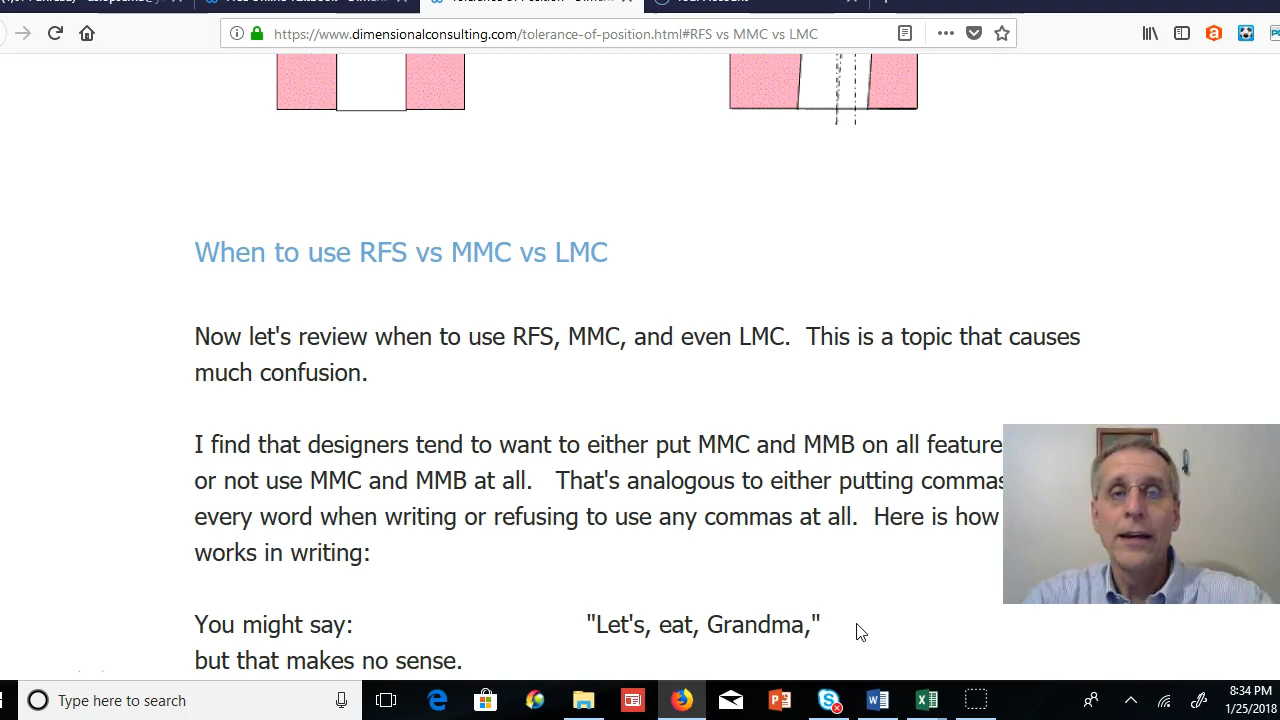 https://www.dimensionalconsulting.com/tolerance-of-position.html#RFS vs MMC vs LMC
When to use RFS vs MMC vs LMC
Now let's review when to use RFS, MMC, and even LMC. This is a topic that causes
much confusion.
I find that designers tend to want to either put MMC and MMB on all feature
or not use MMC and MMB at all. That's analogous to either putting commas
every word when writing or refusing to use any commas at all. Here is how
works in writing:
You might say: "Let's, eat, Grandma,"
but that makes no sense.
Type here to search
8:34 PM
1/25/2018